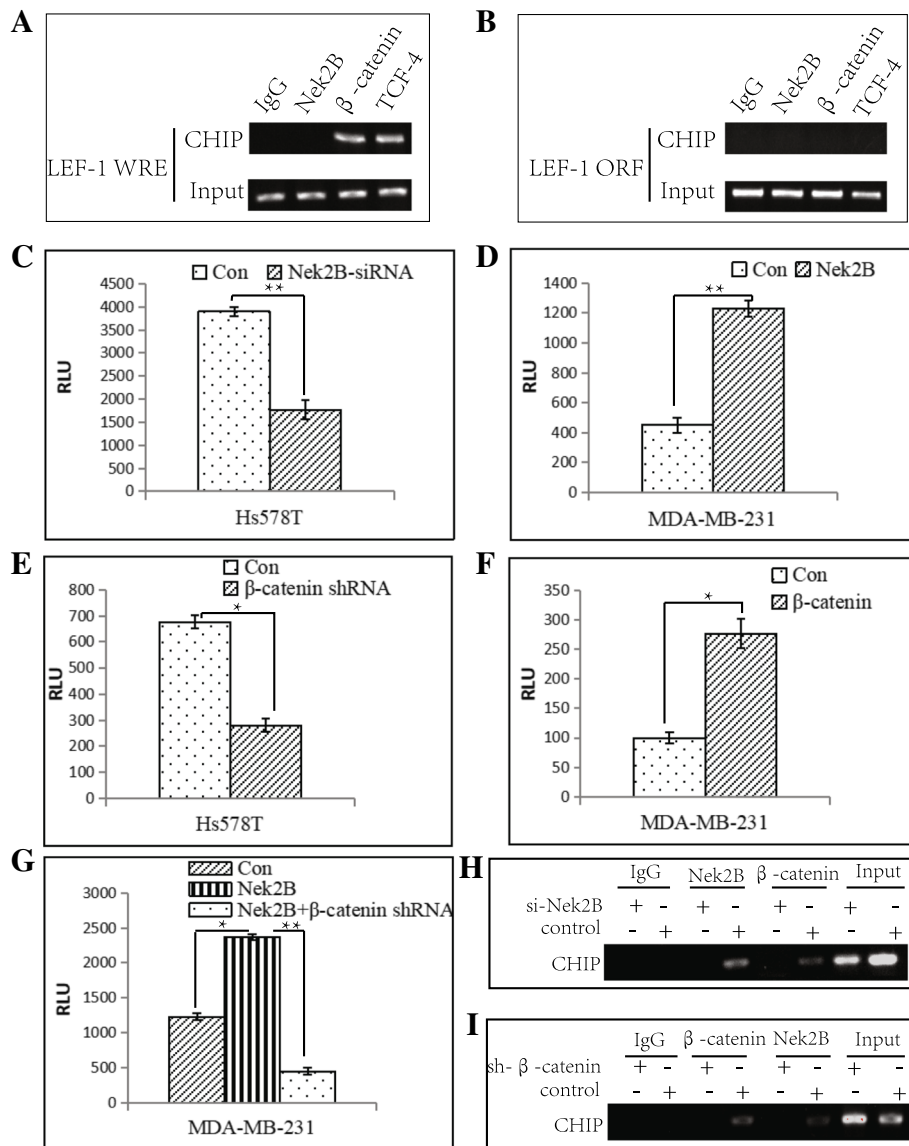 A
IgG
Nek2B
β-catenin
TCF-4
CHIP
LEF-1 WRE
Input
B
IgG
Nek2B
β-catenin
TCF-4
CHIP
LEF-1 ORF
Input
C
Con Nek2B-siRNA
**
4500
4000
3500
3000
2500
2000
1500
1000
500
0
RLU
Hs578T
D
Con Nek2B
**
1400
1200
1000
800
600
400
200
0
RLU
MDA-MB-231
E
Con
β-catenin shRNA
*
800
700
600
500
400
300
200
100
0
RLU
Hs578T
F
Con
β-catenin
*
350
300
250
200
150
100
50
0
RLU
MDA-MB-231
G
Con
Nek2B
Nek2B+β-catenin shRNA
* **
3000
2500
2000
1500
1000
500
0
RLU
MDA-MB-231
H
IgG Nek2B β-catenin Input
si-Nek2B + - + - + - + -
control - + - + - + - +
CHIP
I
IgG β-catenin Nek2B Input
sh-β-catenin + - + - + - + -
control - + - + - + - +
CHIP